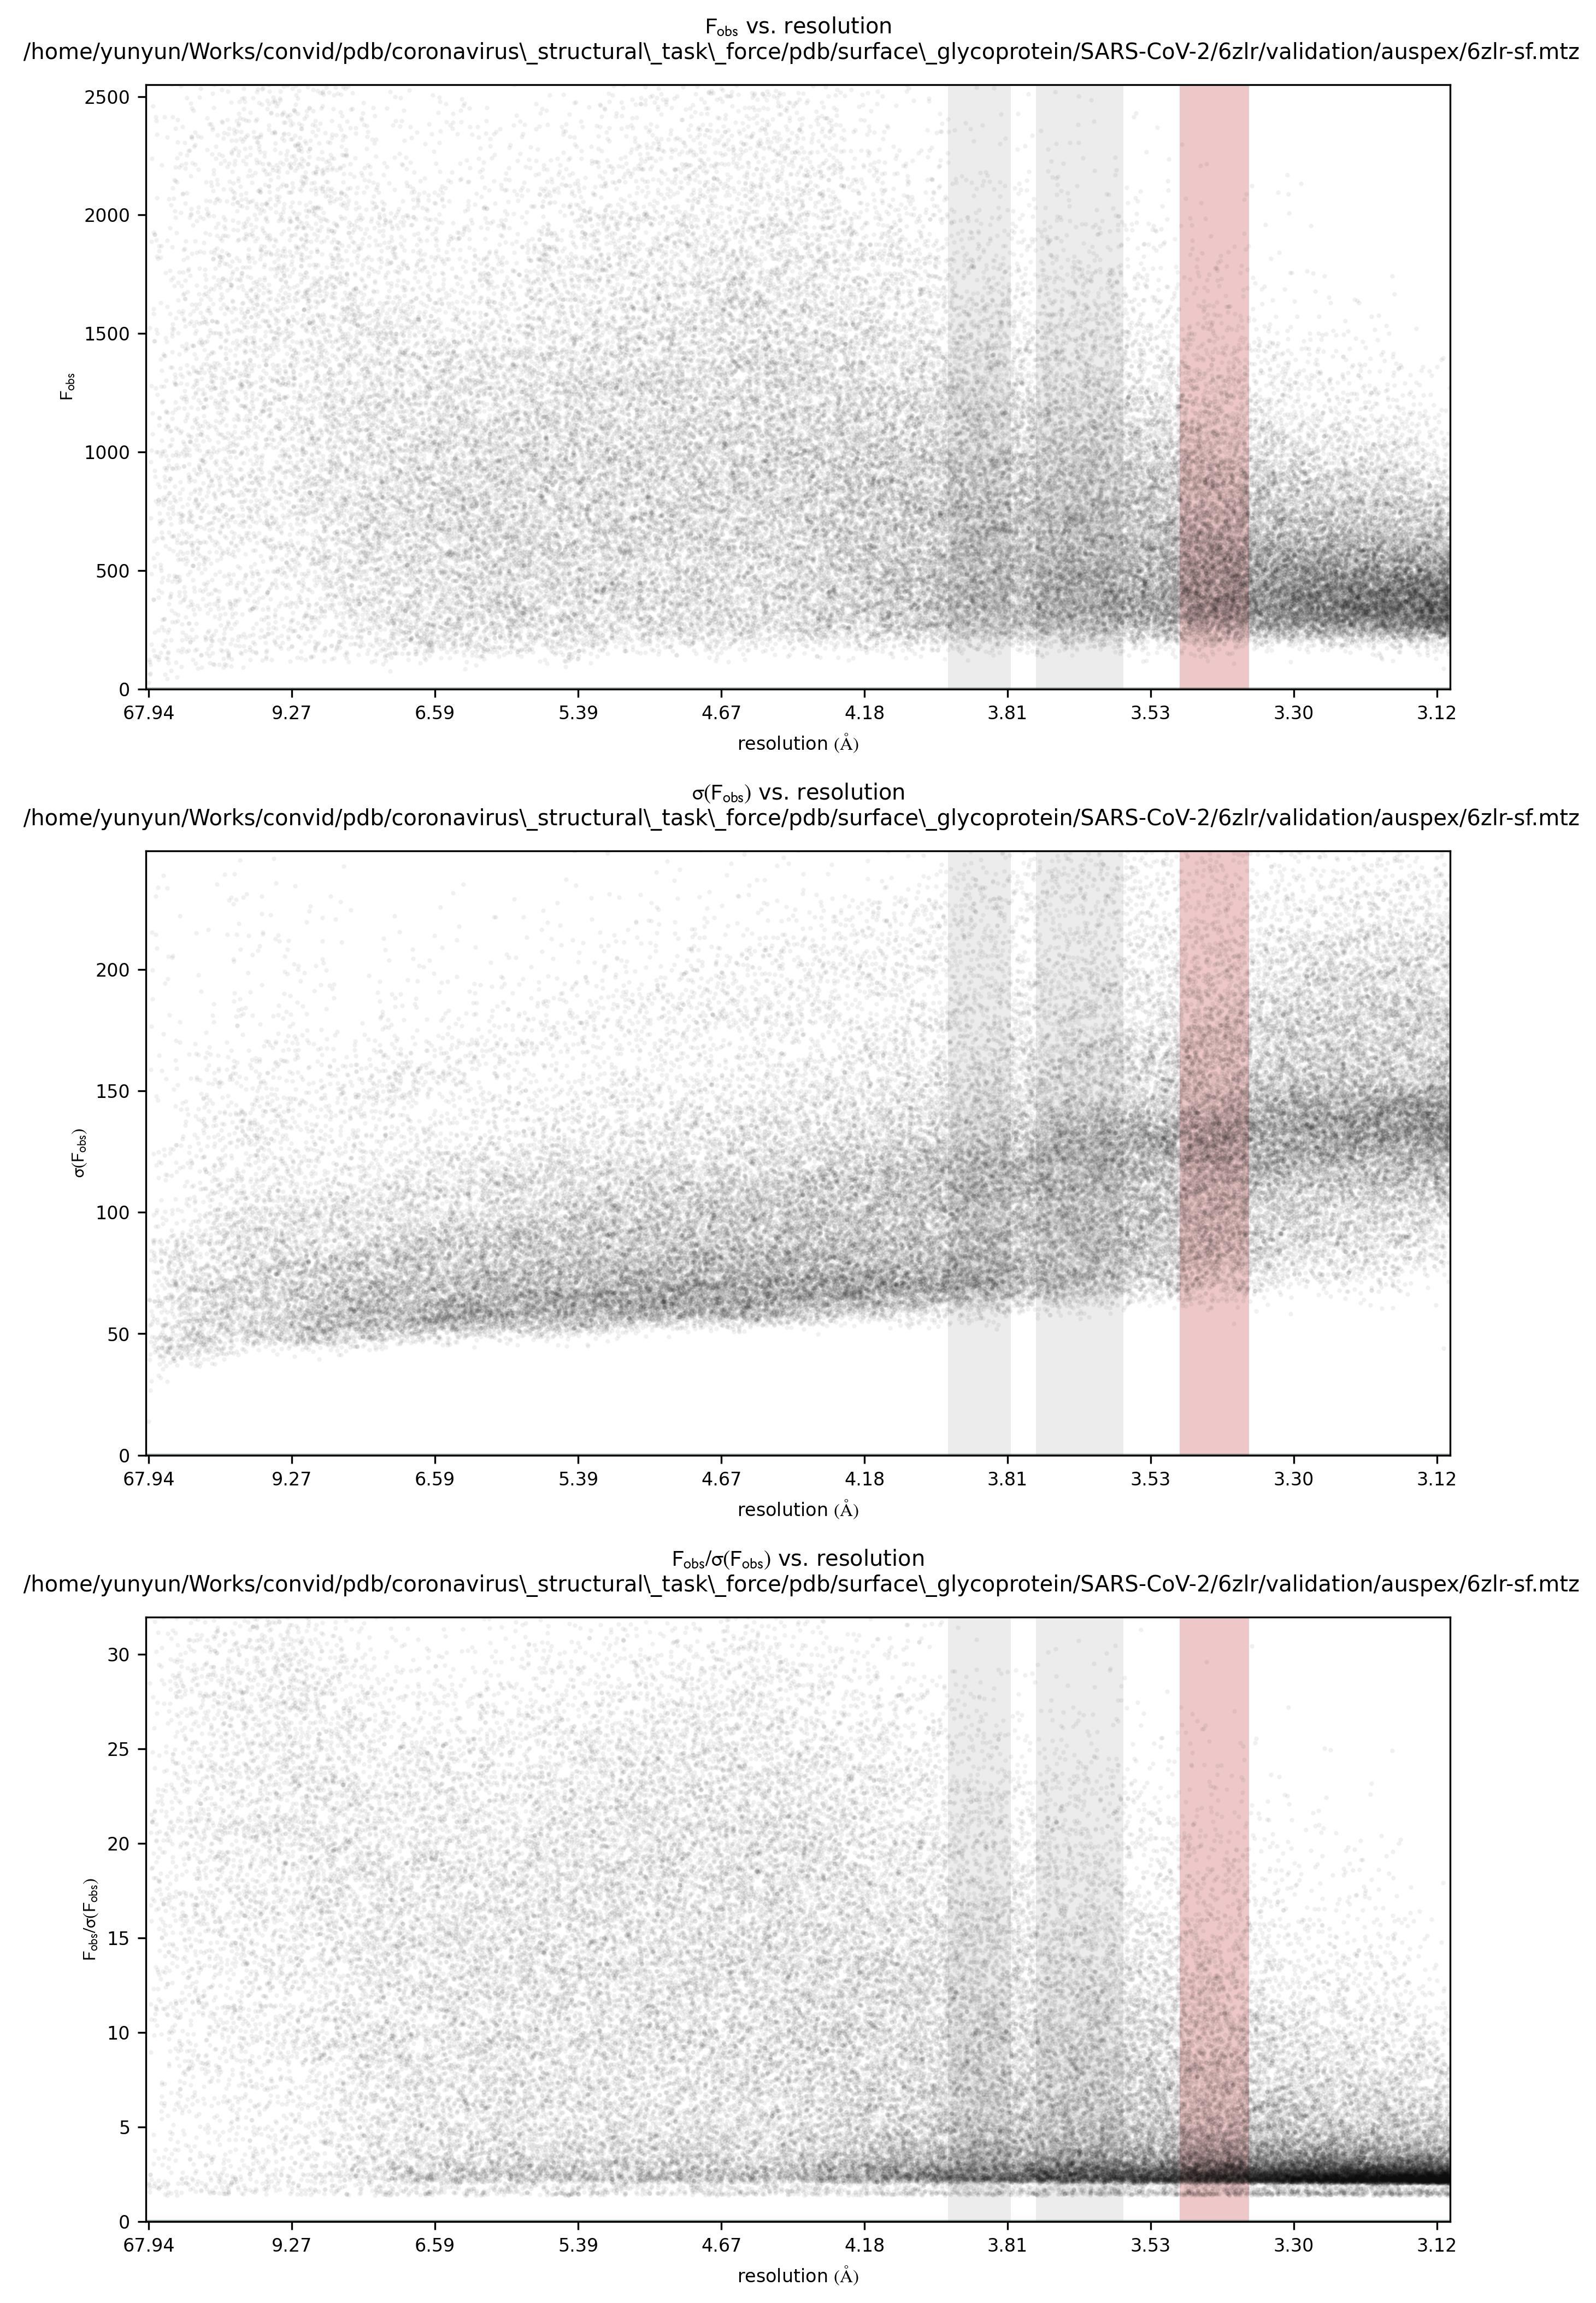 Fobs vs. resolution
/home/yunyun/Works/convid/pdb/coronavirus\_structural\_task\_force/pdb/surface\_glycoprotein/SARS-CoV-2/6zlr/validation/auspex/6zlr-sf.mtz
2500
2000
1500
1000
500
0
Fobs
67.94 9.27 6.59 5.39 4.67 4.18 3.81 3.53 3.30 3.12
resolution (Å)
σ(Fobs) vs. resolution
/home/yunyun/Works/convid/pdb/coronavirus\_structural\_task\_force/pdb/surface\_glycoprotein/SARS-CoV-2/6zlr/validation/auspex/6zlr-sf.mtz
200
150
100
50
0
σ(Fobs)
67.94 9.27 6.59 5.39 4.67 4.18 3.81 3.53 3.30 3.12
resolution (Å)
Fobs/σ(Fobs) vs. resolution
/home/yunyun/Works/convid/pdb/coronavirus\_structural\_task\_force/pdb/surface\_glycoprotein/SARS-CoV-2/6zlr/validation/auspex/6zlr-sf.mtz
30
25
20
15
10
5
0
Fobs/σ(Fobs)
67.94 9.27 6.59 5.39 4.67 4.18 3.81 3.53 3.30 3.12
resolution (Å)